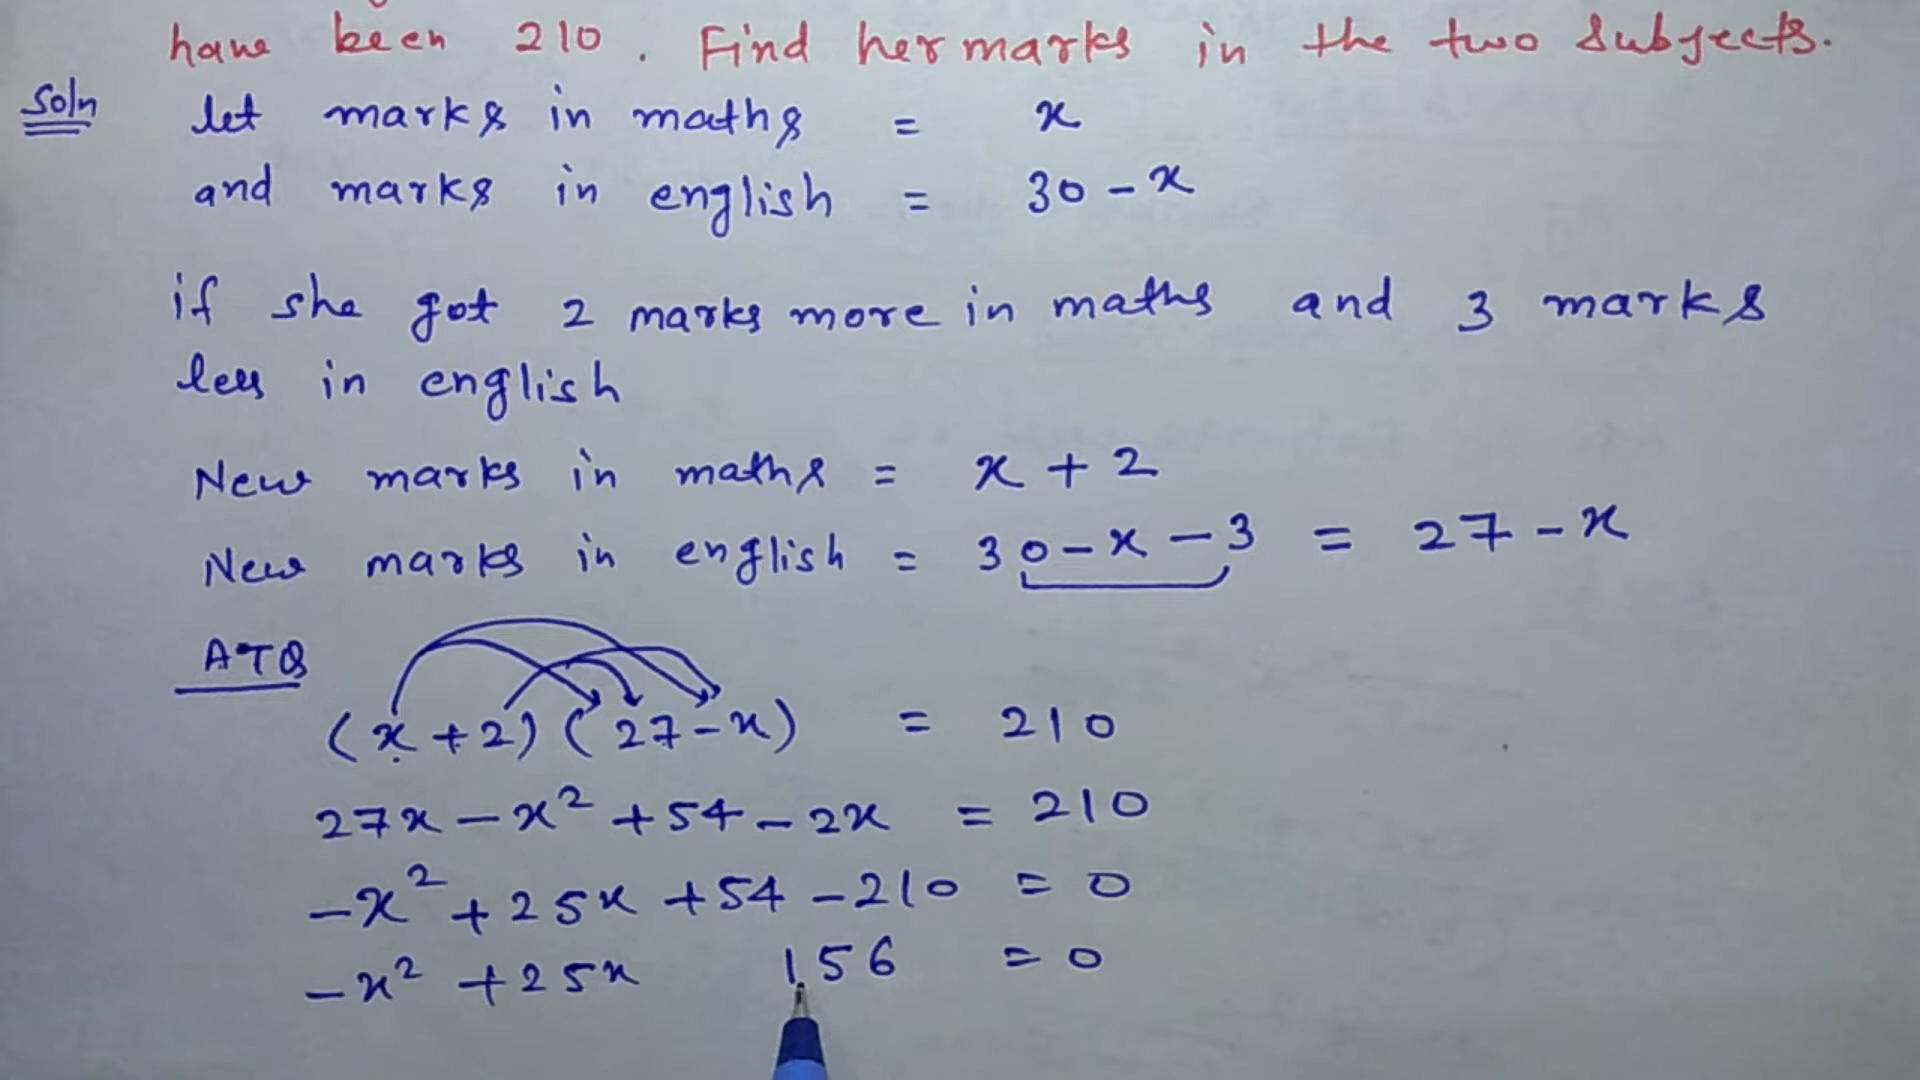 have been 210. Find her marks in the two subjects.
Soln let marks in maths = x
and marks in english = 30 - x
if she got 2 marks more in maths and 3 marks
less in english
New marks in maths = x + 2
New marks in english = 30 - x - 3 = 27 - x
ATQ
(x + 2) (27 - x) = 210
27x - x² + 54 - 2x = 210
-x² + 25x + 54 - 210 = 0
-x² + 25x 156 = 0